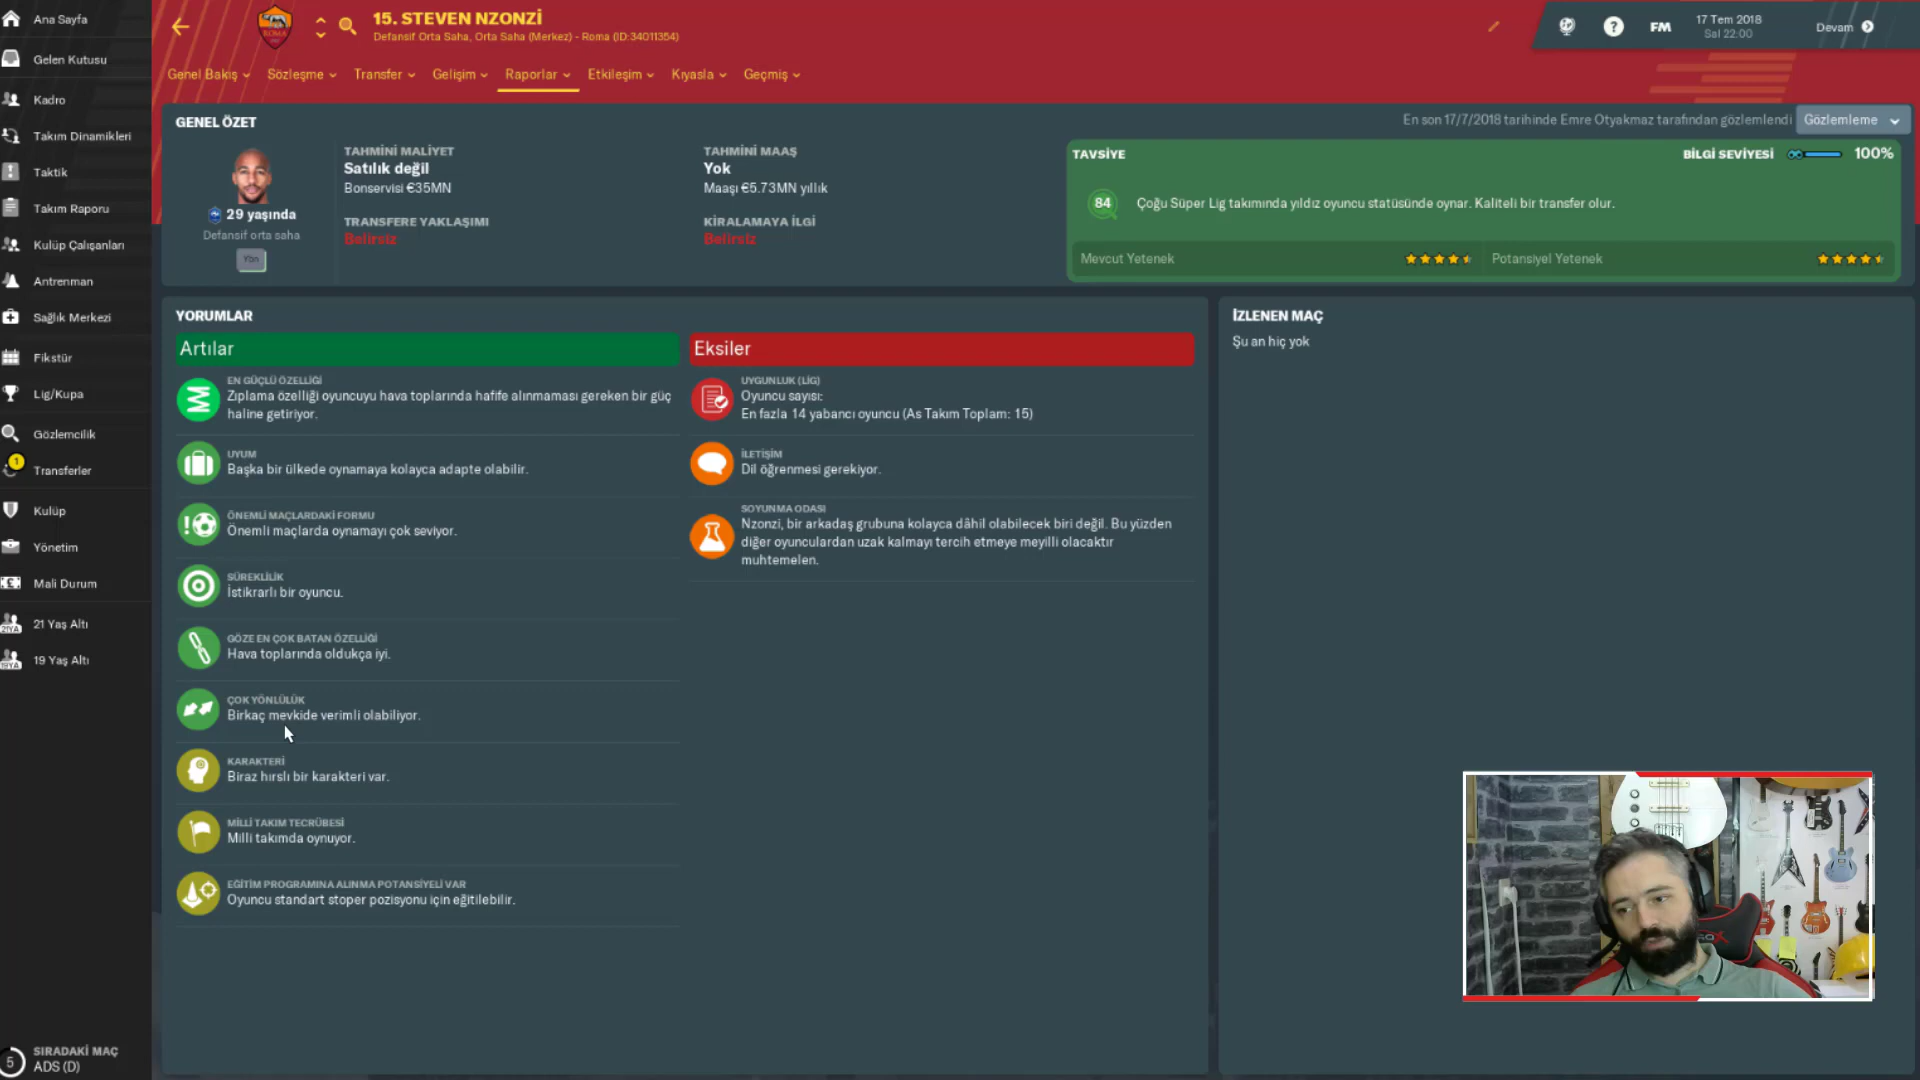 Ana Sayfa
Gelen Kutusu
Kadro
Takım Dinamikleri
Taktik
Takım Raporu
Kulüp Çalışanları
Antrenman
Sağlık Merkezi
Fikstür
Lig/Kupa
Gözlemcilik
1
Transferler
Kulüp
Yönetim
Mali Durum
21 Yaş Altı
19 Yaş Altı
5
SIRADAKİ MAÇ
ADS (D)
15. STEVEN NZONZİ
Defansif Orta Saha, Orta Saha (Merkez) - Roma (ID:34011354)
FM
17 Tem 2018
Sal 22:00
Devam
Genel Bakış
Sözleşme
Transfer
Gelişim
Raporlar
Etkileşim
Kıyasla
Geçmiş
GENEL ÖZET
En son 17/7/2018 tarihinde Emre Otyakmaz tarafından gözlemlendi
Gözlemleme
29 yaşında
Defansif orta saha
Ybn
TAHMİNİ MALİYET
Satılık değil
Bonservisi €35MN
TRANSFERE YAKLAŞIMI
Belirsiz
TAHMİNİ MAAŞ
Yok
Maaşı €5.73MN yıllık
KİRALAMAYA İLGİ
Belirsiz
TAVSİYE
BİLGİ SEVİYESİ
100%
84
Çoğu Süper Lig takımında yıldız oyuncu statüsünde oynar. Kaliteli bir transfer olur.
Mevcut Yetenek
Potansiyel Yetenek
YORUMLAR
Artılar
EN GÜÇLÜ ÖZELLİĞİ
Zıplama özelliği oyuncuyu hava toplarında hafife alınmaması gereken bir güç
haline getiriyor.
UYUM
Başka bir ülkede oynamaya kolayca adapte olabilir.
ÖNEMLİ MAÇLARDAKİ FORMU
Önemli maçlarda oynamayı çok seviyor.
SÜREKLİLİK
İstikrarlı bir oyuncu.
GÖZE EN ÇOK BATAN ÖZELLİĞİ
Hava toplarında oldukça iyi.
ÇOK YÖNLÜLÜK
Birkaç mevkide verimli olabiliyor.
KARAKTERİ
Biraz hırslı bir karakteri var.
MİLLİ TAKIM TECRÜBESİ
Milli takımda oynuyor.
EĞİTİM PROGRAMINA ALINMA POTANSİYELİ VAR
Oyuncu standart stoper pozisyonu için eğitilebilir.
Eksiler
UYGUNLUK (LİG)
Oyuncu sayısı:
En fazla 14 yabancı oyuncu (As Takım Toplam: 15)
İLETİŞİM
Dil öğrenmesi gerekiyor.
SOYUNMA ODASI
Nzonzi, bir arkadaş grubuna kolayca dâhil olabilecek biri değil. Bu yüzden
diğer oyunculardan uzak kalmayı tercih etmeye meyilli olacaktır
muhtemelen.
İZLENEN MAÇ
Şu an hiç yok